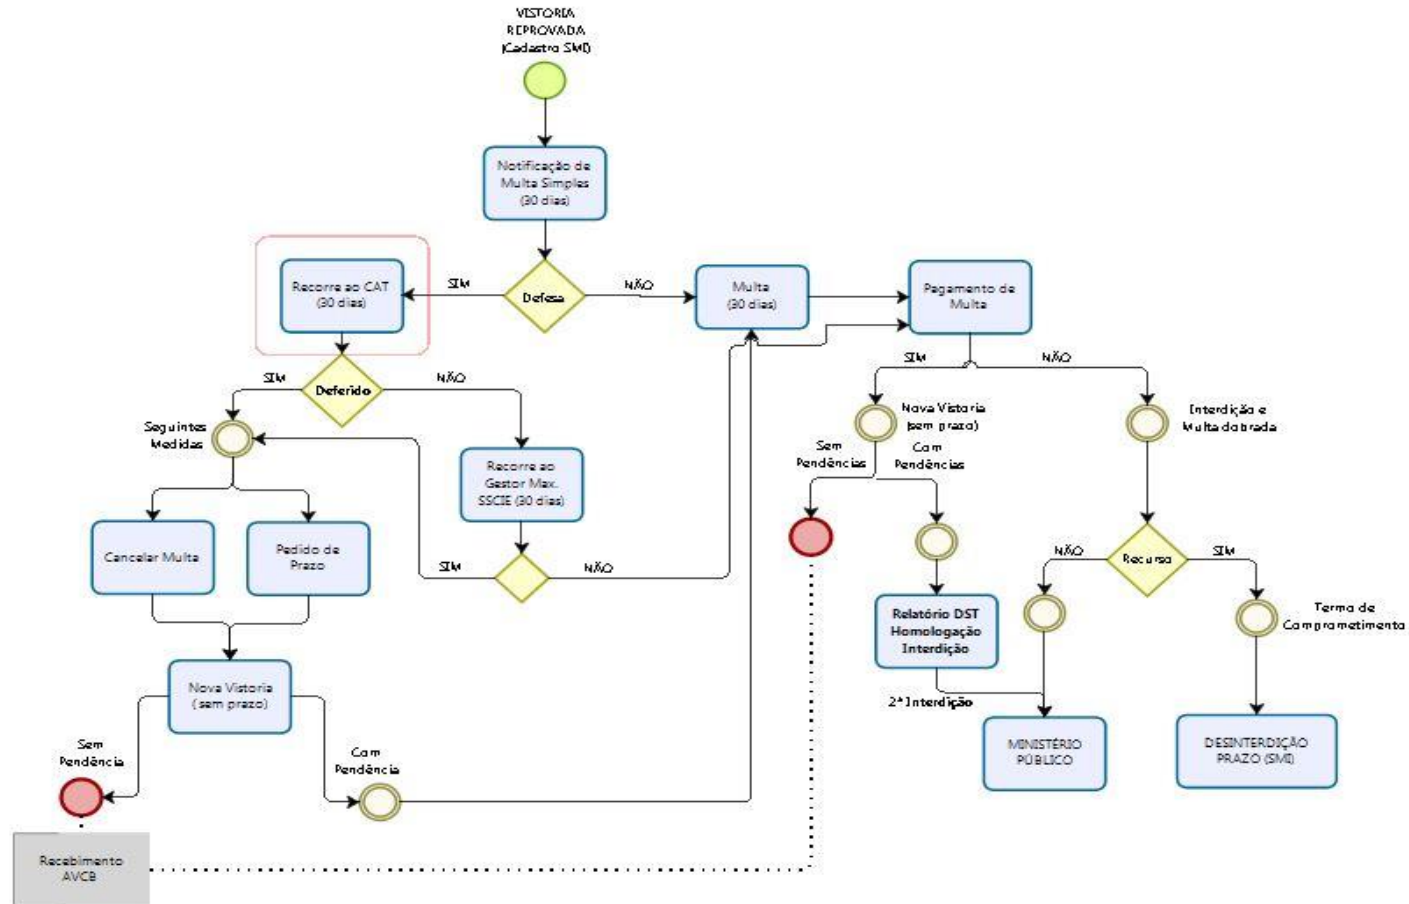 VISTORIA
REPROVADA
(Cadastro SMI)
Notificação de
Multa Simples
(30 dias)
Recorre ao CAT
(30 dias)
SIM
Defesa
NÃO
Multa
(30 dias)
Pagamento de
Multa
SIM
Deferido
NÃO
SIM
NÃO
Seguintes
Medidas
Nova Vistoria
(sem prazo)
Interdição e
Multa dobrada
Sem
Pendências
Com
Pendências
Recorre ao
Gestor Max.
SSCIE (30 dias)
Cancelar Multa
Pedido de
Prazo
SIM
NÃO
NÃO
Recurso
SIM
Relatório DST
Homologação
Interdição
Termo de
Comprometimento
Nova Vistoria
(sem prazo)
2ª Interdição
MINISTÉRIO
PÚBLICO
DESINTERDIÇÃO
PRAZO (SMI)
Sem
Pendência
Com
Pendência
Recebimento
AVCB